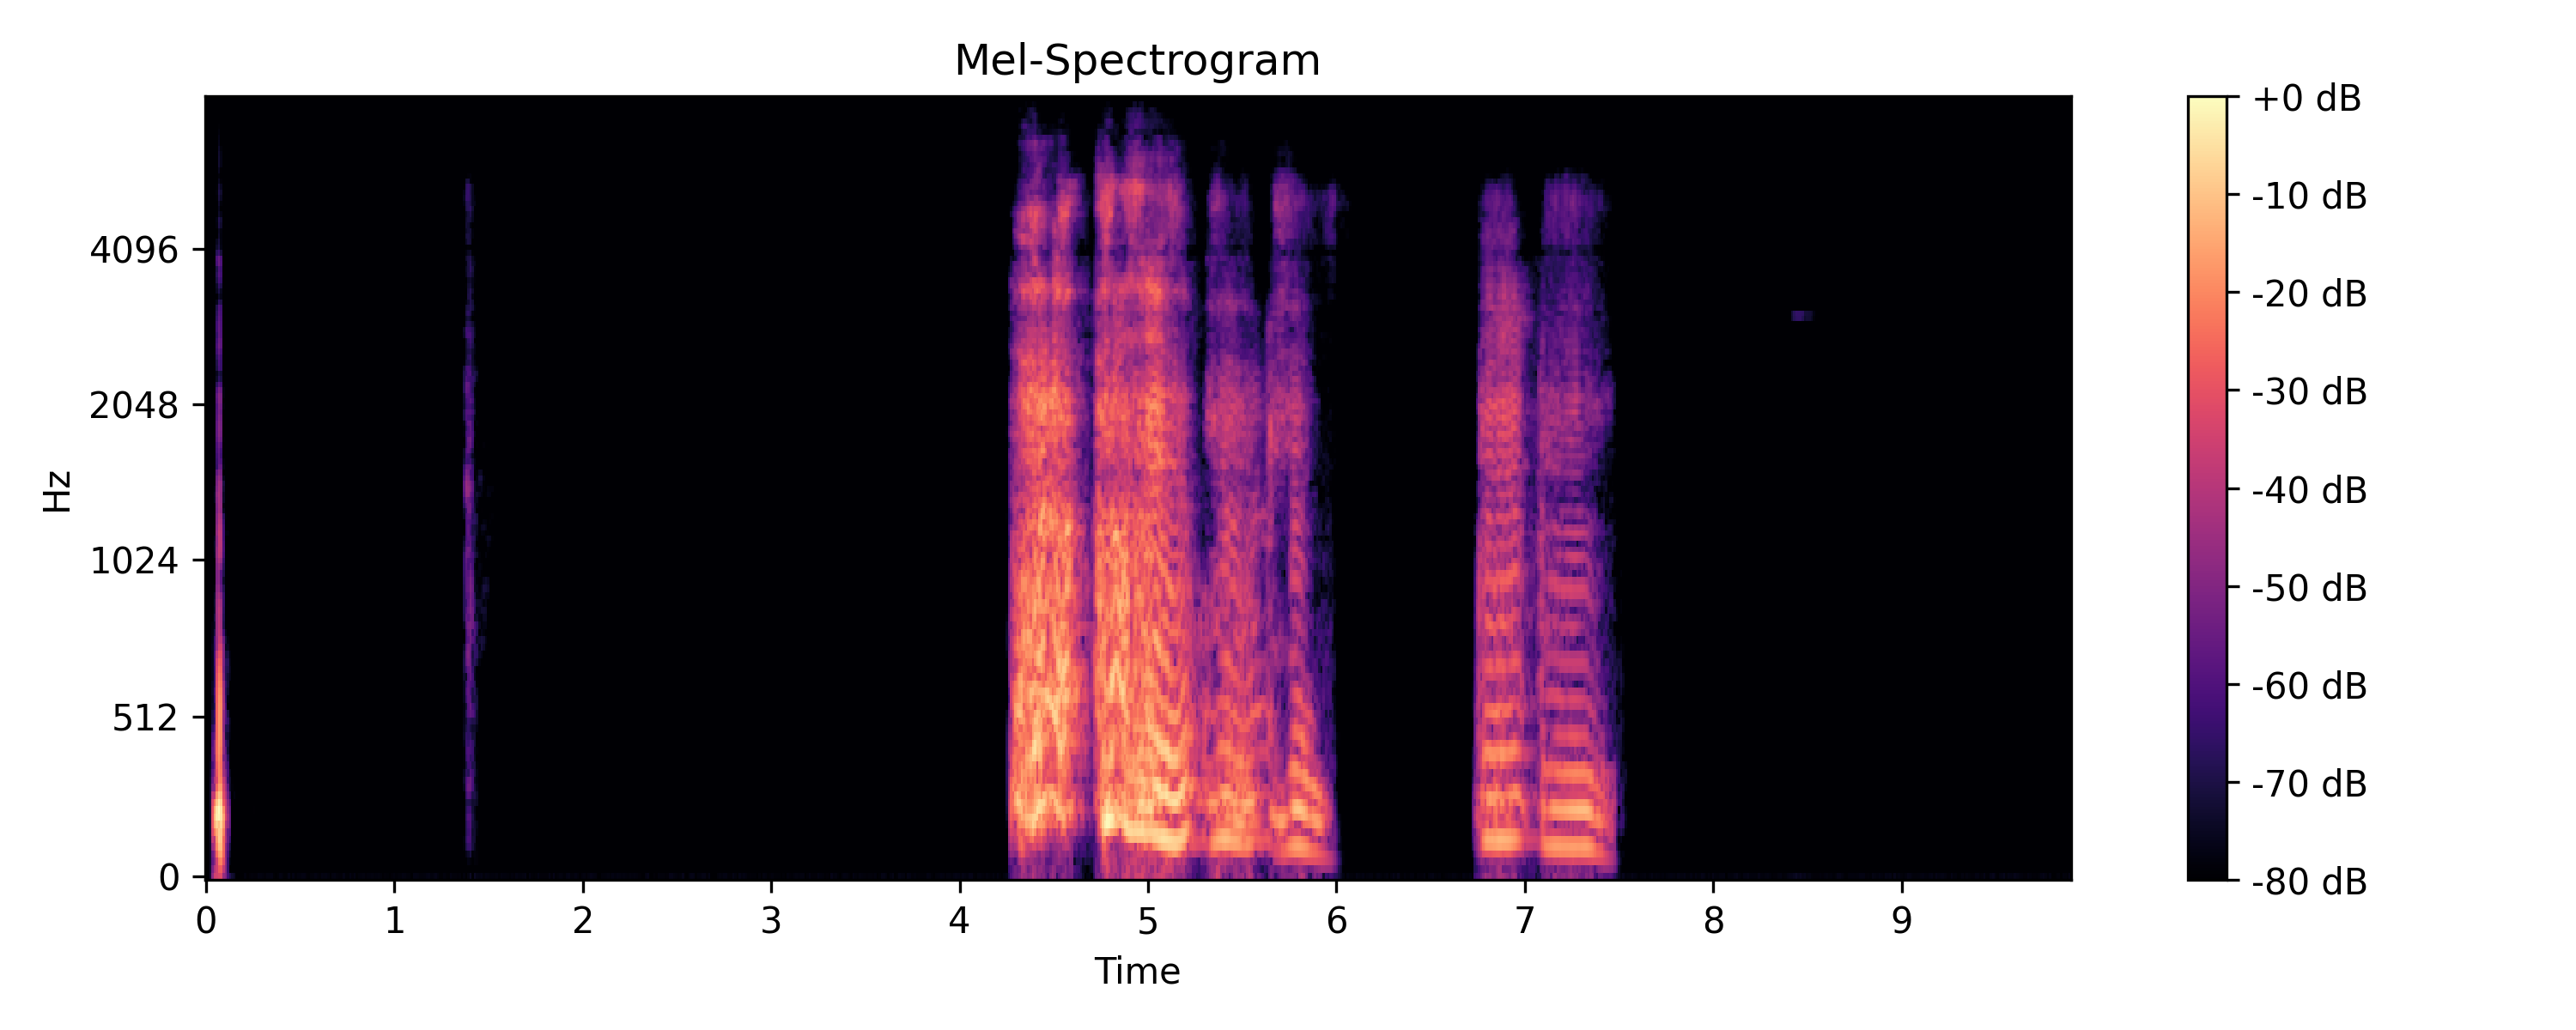 Mel-Spectrogram
+0 dB
-10 dB
4096
-20 dB
-30 dB
2048
Hz
-40 dB
1024
-50 dB
-60 dB
512
-70 dB
0
-80 dB
0 1 2 3 4 5 6 7 8 9
Time